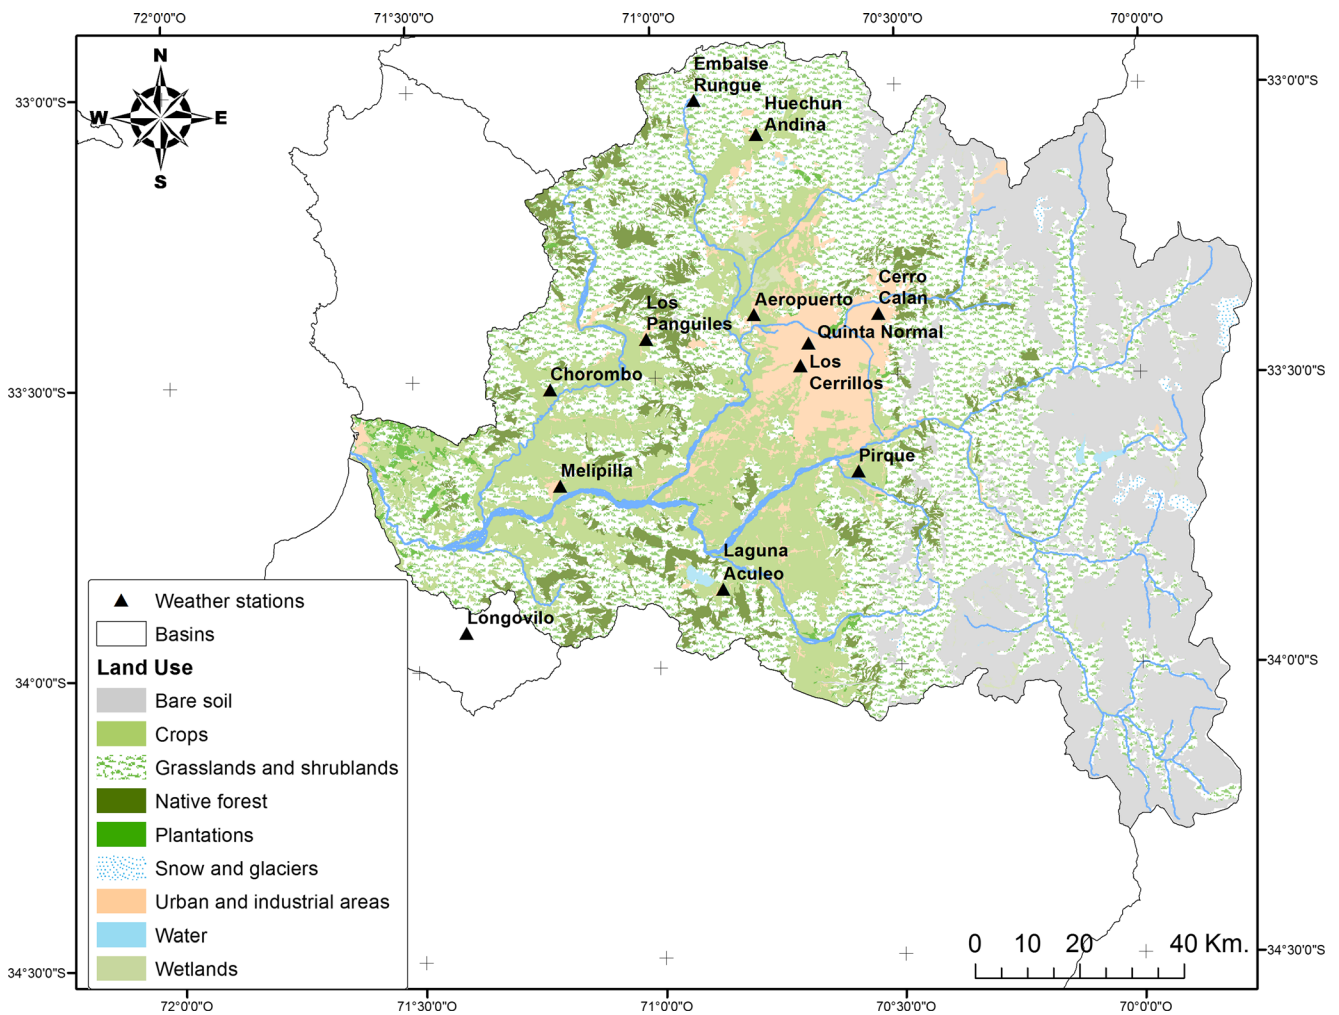 72°0'0"O
71°30'0"O
71°0'0"O
70°30'0"O
70°0'0"O
N
W
E
S
33°0'0"S
33°0'0"S
Embalse
Rungue
Huechun
Andina
Cerro
Calan
Los
Panguiles
Aeropuerto
Quinta Normal
Los
Cerrillos
Chorombo
33°30'0"S
33°30'0"S
Pirque
Melipilla
Laguna
Aculeo
Longovilo
34°0'0"S
34°0'0"S
Weather stations
Basins
Land Use
Bare soil
Crops
Grasslands and shrublands
Native forest
Plantations
Snow and glaciers
Urban and industrial areas
Water
Wetlands
0 10 20 40 Km.
34°30'0"S
34°30'0"S
72°0'0"O
71°30'0"O
71°0'0"O
70°30'0"O
70°0'0"O